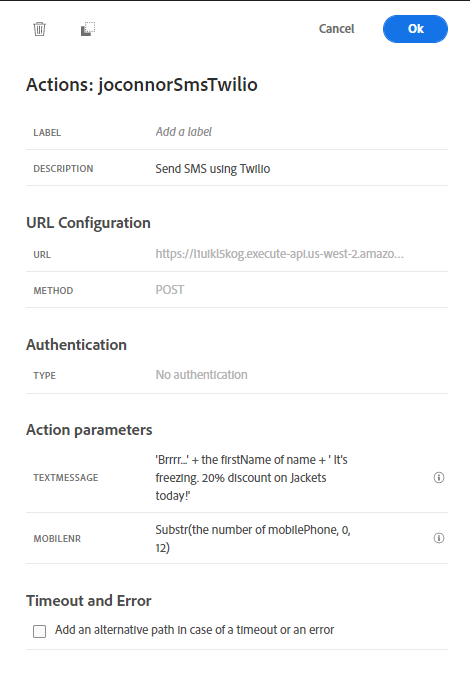 Cancel Ok
Actions: joconnorSmsTwilio
LABEL Add a label
DESCRIPTION Send SMS using Twilio
URL Configuration
URL https://l1uikl5kog.execute-api.us-west-2.amazo...
METHOD POST
Authentication
TYPE No authentication
Action parameters
TEXTMESSAGE 'Brrrr...' + the firstName of name + ' It's
freezing. 20% discount on Jackets
today!'
MOBILENR Substr(the number of mobilePhone, 0,
12)
Timeout and Error
Add an alternative path in case of a timeout or an error